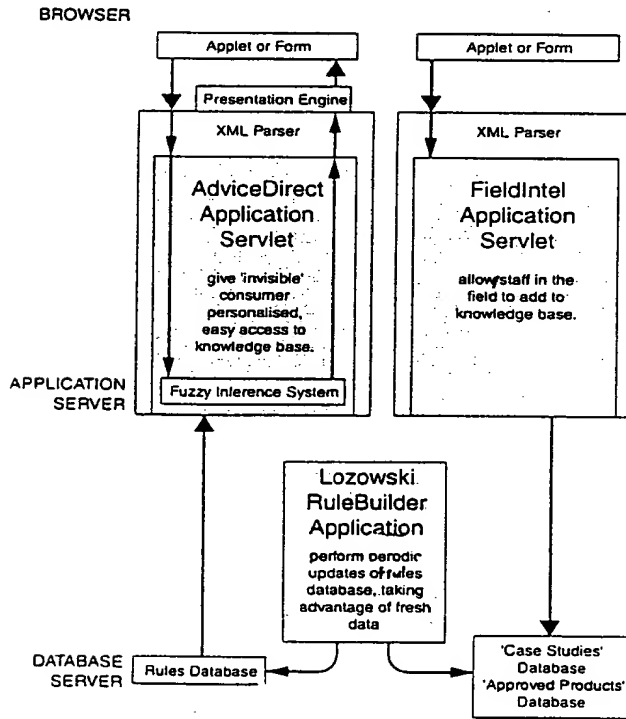 BROWSER
Applet or Form
Applet or Form
Presentation Engine
XML Parser
XML Parser
AdviceDirect
Application
Servlet
give 'invisible'
consumer
personalised,
easy access to
knowledge base.
FieldIntel
Application
Servlet
allow staff in the
field to add to
knowledge base.
Fuzzy Inference System
APPLICATION
SERVER
Lozowski
RuleBuilder
Application
perform perodic
updates of rules
database, taking
advantage of fresh
data
DATABASE
SERVER
Rules Database
'Case Studies'
Database
'Approved Products'
Database